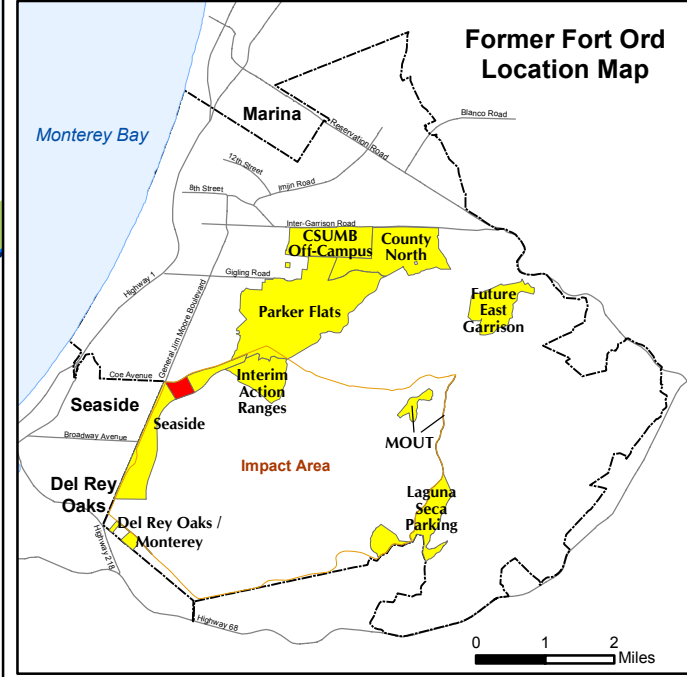 Former Fort Ord
Location Map
Marina
Monterey Bay
Blanco Road
Reservation Road
12th Street
Imjin Road
8th Street
Inter-Garrison Road
CSUMB
Off-Campus
County
North
Gigling Road
Highway 1
General Jim Moore Boulevard
Parker Flats
Future
East
Garrison
Coe Avenue
Interim
Action
Ranges
Seaside
Seaside
Broadway Avenue
MOUT
Impact Area
Del Rey
Oaks
Laguna
Seca
Parking
Del Rey Oaks /
Monterey
Highway 218
Highway 68
0 1 2
Miles